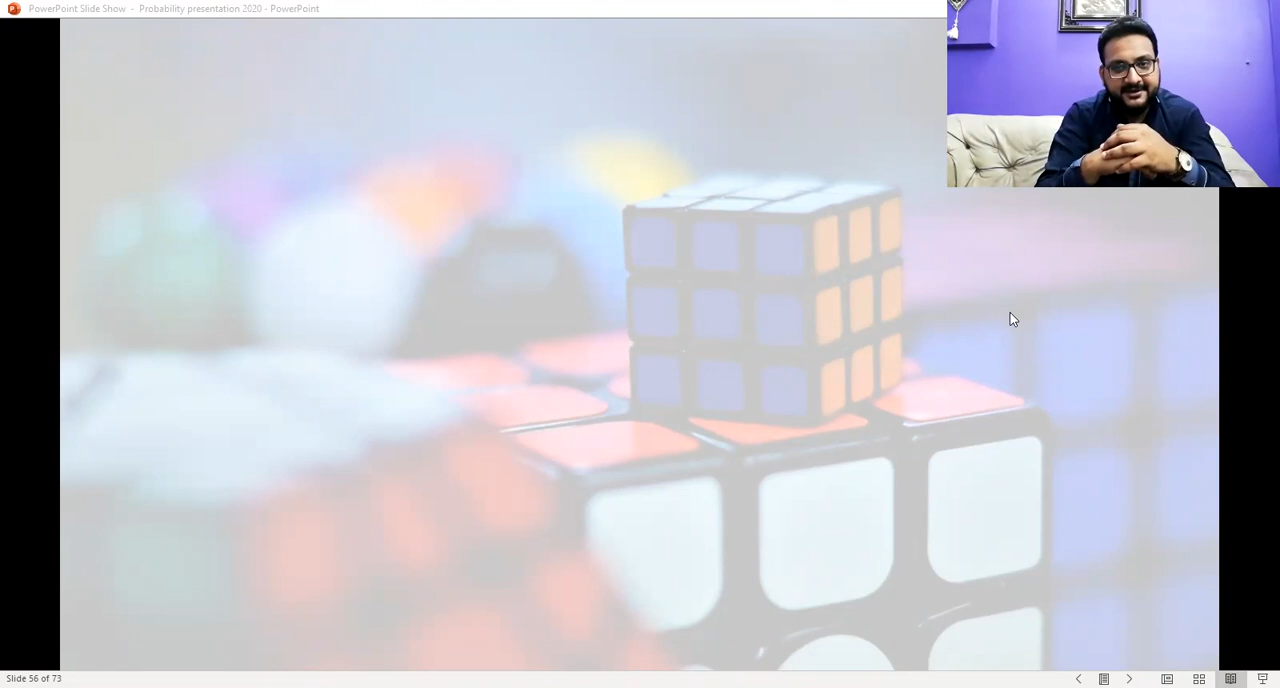 PowerPoint Slide Show - Probability presentation 2020 - PowerPoint
Slide 56 of 73